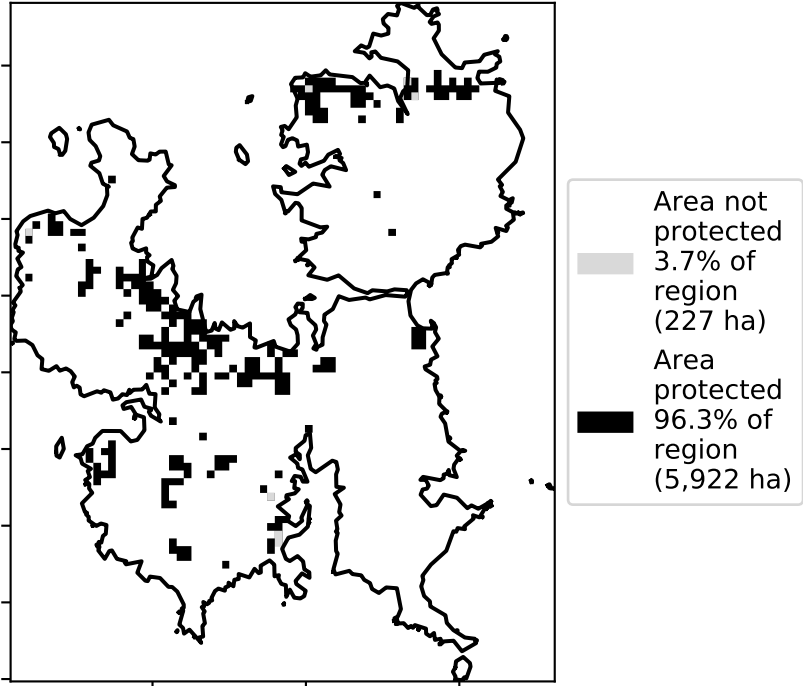 Area not
protected
3.7% of
region
(227 ha)
Area
protected
96.3% of
region
(5,922 ha)